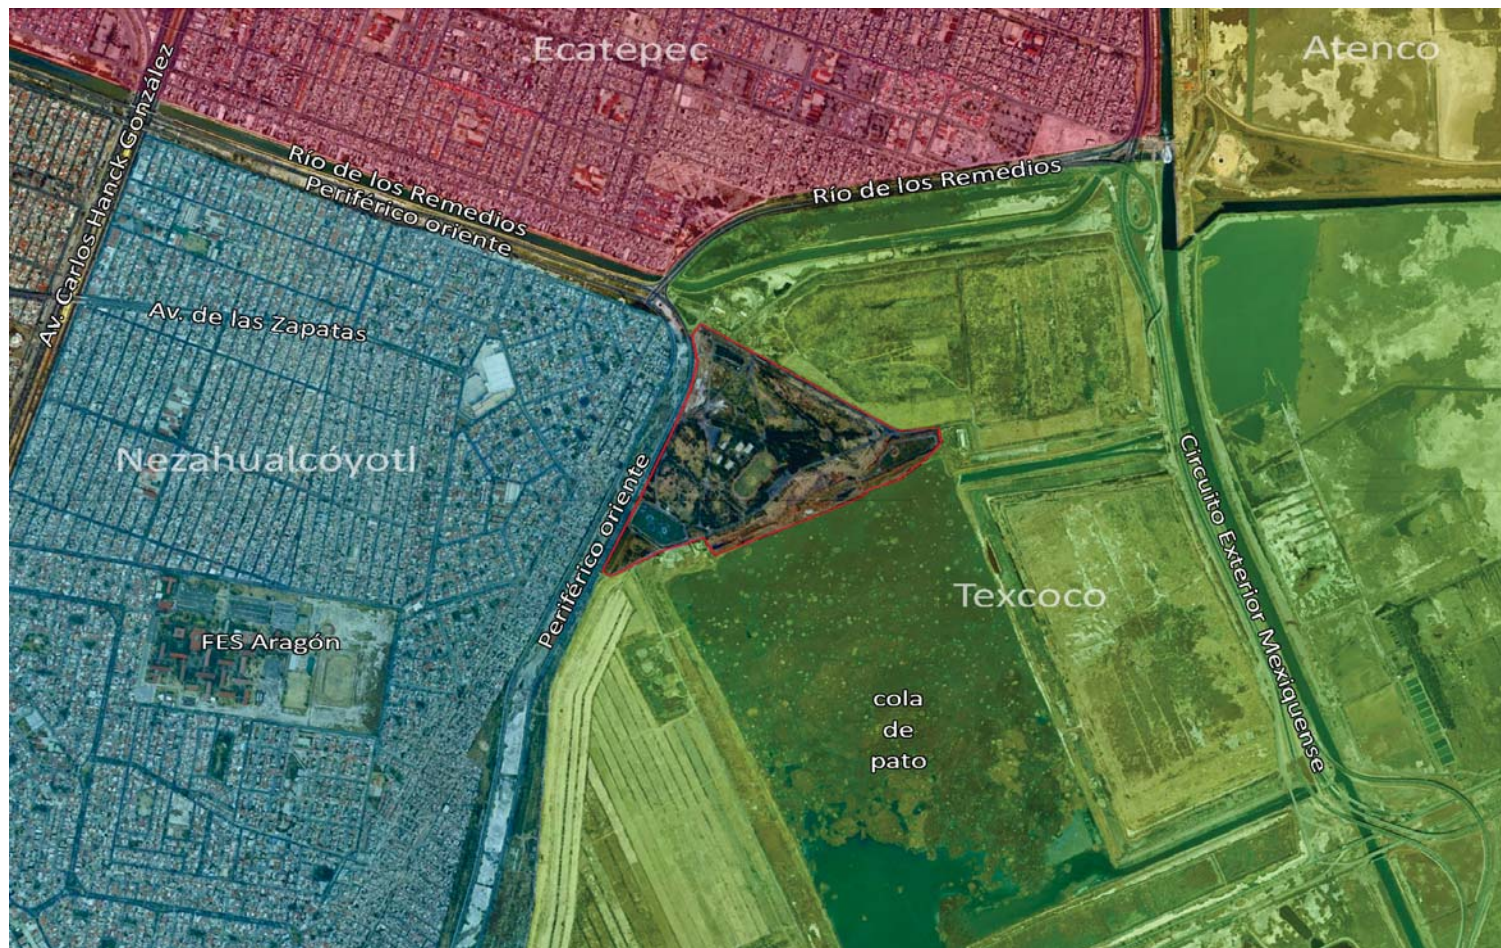 Ecatepec
Atenco
Av. Carlos Hanck González
Río de los Remedios
Periférico oriente
Río de los Remedios
Av. de las Zapatas
Nezahualcóyotl
Periférico oriente
Circuito Exterior Mexiquense
Texcoco
FES Aragón
cola
de
pato